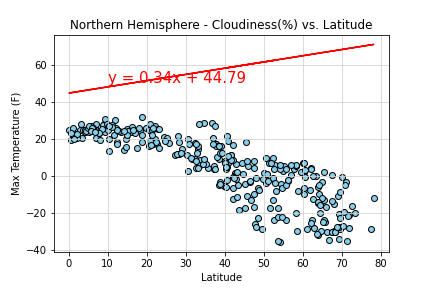 Northern Hemisphere - Cloudiness(%) vs. Latitude
y = 0.34x + 44.79
Max Temperature (F)
60
40
20
0
−20
−40
0 10 20 30 40 50 60 70 80
Latitude